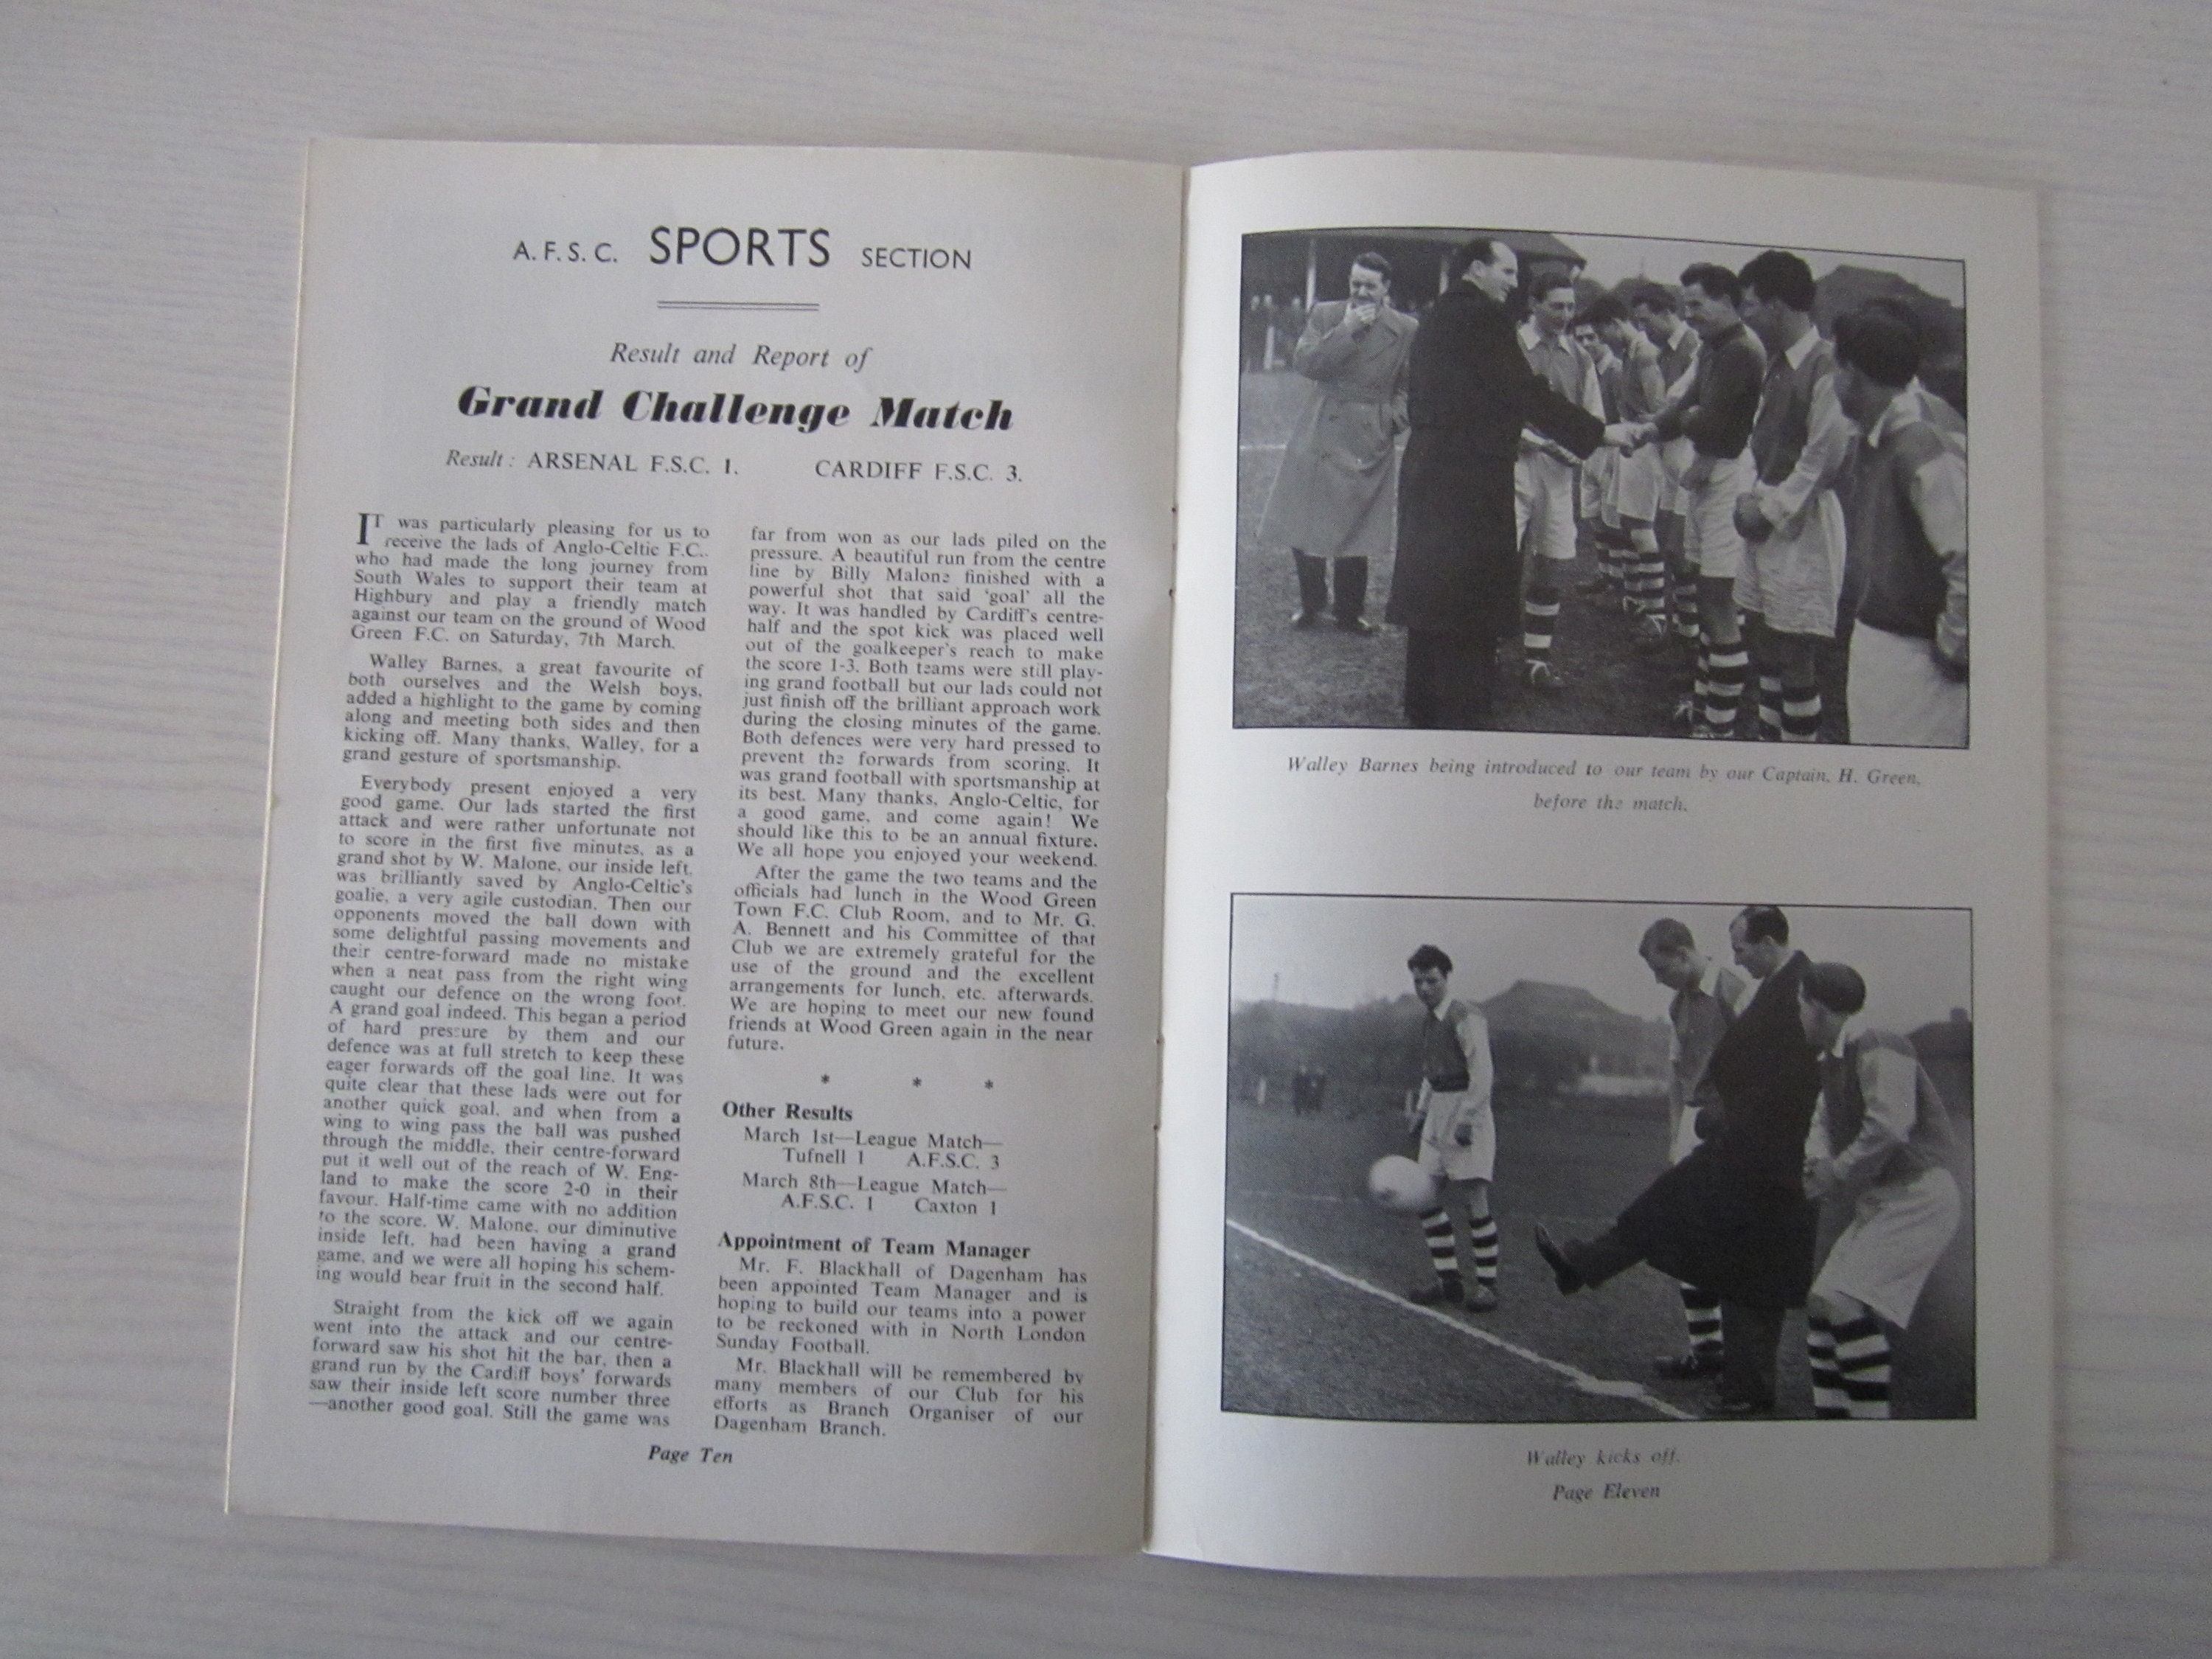 A. F. S. C. SPORTS SECTION
Result and Report of
Grand Challenge Match
Result : ARSENAL F.S.C. 1. CARDIFF F.S.C. 3.
IT was particularly pleasing for us to
receive the lads of Anglo-Celtic F.C..
who had made the long journey from
South Wales to support their team at
Highbury and play a friendly match
against our team on the ground of Wood
Green F.C. on Saturday, 7th March.
Walley Barnes, a great favourite of
both ourselves and the Welsh boys,
added a highlight to the game by coming
along and meeting both sides and then
kicking off. Many thanks, Walley, for a
grand gesture of sportsmanship.
Everybody present enjoyed a very
good game. Our lads started the first
attack and were rather unfortunate not
to score in the first five minutes, as a
grand shot by W. Malone, our inside left,
was brilliantly saved by Anglo-Celtic's
goalie, a very agile custodian. Then our
opponents moved the ball down with
some delightful passing movements and
their centre-forward made no mistake
when a neat pass from the right wing
caught our defence on the wrong foot.
A grand goal indeed. This began a period
of hard pressure by them and our
defence was at full stretch to keep these
eager forwards off the goal line. It was
quite clear that these lads were out for
another quick goal, and when from a
wing to wing pass the ball was pushed
through the middle, their centre-forward
put it well out of the reach of W. Eng-
land to make the score 2-0 in their
favour. Half-time came with no addition
to the score. W. Malone, our diminutive
inside left, had been having a grand
game, and we were all hoping his schem-
ing would bear fruit in the second half.
Straight from the kick off we again
went into the attack and our centre-
forward saw his shot hit the bar, then a
grand run by the Cardiff boys' forwards
saw their inside left score number three
—another good goal. Still the game was
far from won as our lads piled on the
pressure. A beautiful run from the centre
line by Billy Malone finished with a
powerful shot that said 'goal' all the
way. It was handled by Cardiff's centre-
half and the spot kick was placed well
out of the goalkeeper's reach to make
the score 1-3. Both teams were still play-
ing grand football but our lads could not
just finish off the brilliant approach work
during the closing minutes of the game.
Both defences were very hard pressed to
prevent the forwards from scoring. It
was grand football with sportsmanship at
its best. Many thanks, Anglo-Celtic, for
a good game, and come again! We
should like this to be an annual fixture.
We all hope you enjoyed your weekend.
After the game the two teams and the
officials had lunch in the Wood Green
Town F.C. Club Room, and to Mr. G.
A. Bennett and his Committee of that
Club we are extremely grateful for the
use of the ground and the excellent
arrangements for lunch, etc. afterwards.
We are hoping to meet our new found
friends at Wood Green again in the near
future.
* * *
Other Results
March 1st—League Match—
Tufnell 1 A.F.S.C. 3
March 8th—League Match—
A.F.S.C. 1 Caxton 1
Appointment of Team Manager
Mr. F. Blackhall of Dagenham has
been appointed Team Manager and is
hoping to build our teams into a power
to be reckoned with in North London
Sunday Football.
Mr. Blackhall will be remembered by
many members of our Club for his
efforts as Branch Organiser of our
Dagenham Branch.
Page Ten
Walley Barnes being introduced to our team by our Captain, H. Green,
before the match.
Walley kicks off.
Page Eleven